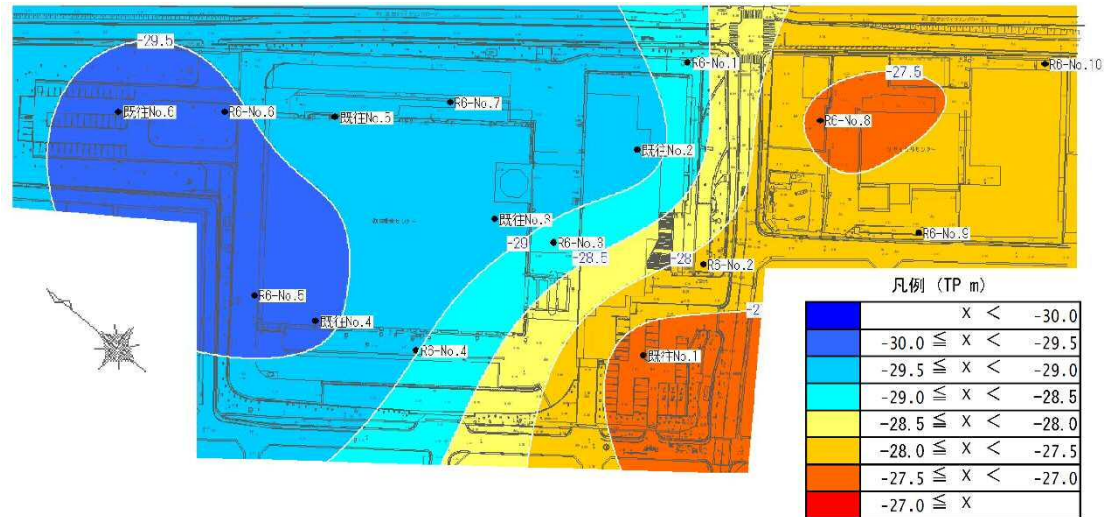 -29.5
R6-No.1
R6-No.10
-27.5
既往No.6
R6-No.6
R6-No.7
既往No.5
R6-No.8
既往No.2
既往No.3
R6-No.9
-29
R6-No.3
-28.5
-28
R6-No.2
R6-No.5
既往No.4
R6-No.4
既往No.1
凡例 (TP m)
x < -30.0
-30.0 ≦ x < -29.5
-29.5 ≦ x < -29.0
-29.0 ≦ x < -28.5
-28.5 ≦ x < -28.0
-28.0 ≦ x < -27.5
-27.5 ≦ x < -27.0
-27.0 ≦ x